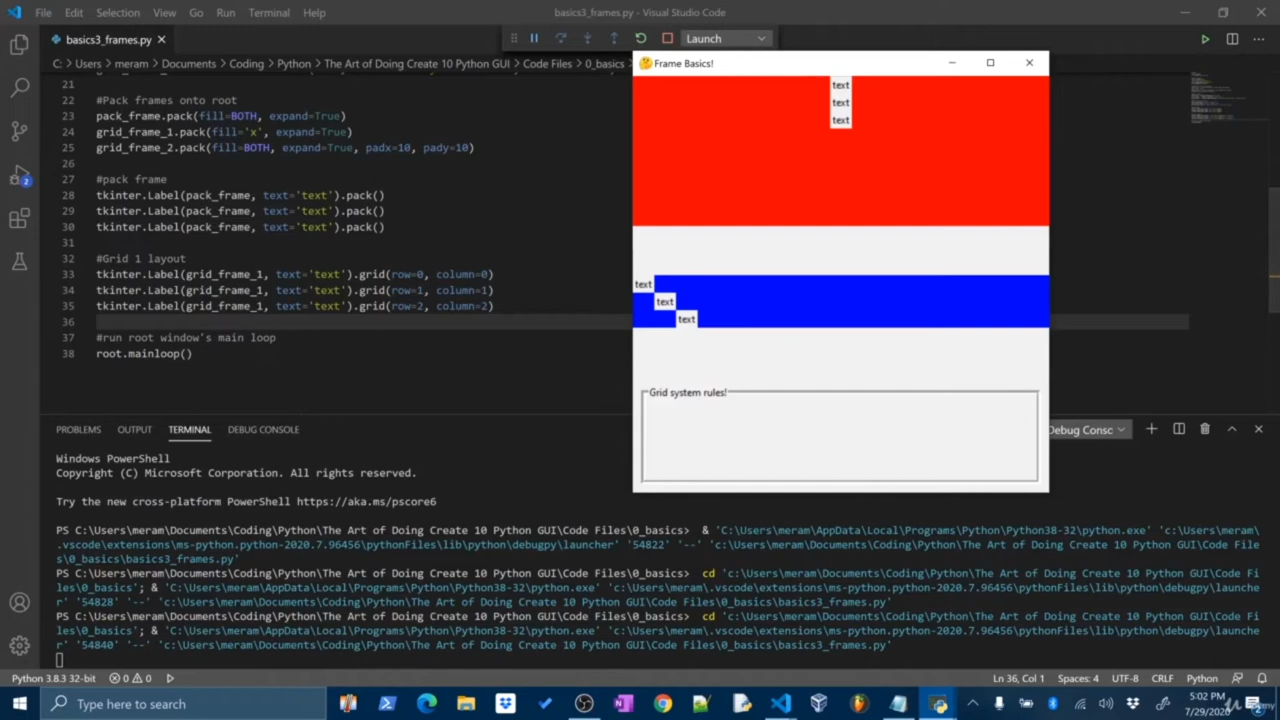 File Edit Selection View Go Run Terminal Help basics3_frames.py - Visual Studio Code
basics3_frames.py Launch
C: > Users > meram > Documents > Coding > Python > The Art of Doing Create 10 Python GUI > Code Files > 0_basics >
Frame Basics!
21
22 #Pack frames onto root
23 pack_frame.pack(fill=BOTH, expand=True)
24 grid_frame_1.pack(fill='x', expand=True)
25 grid_frame_2.pack(fill=BOTH, expand=True, padx=10, pady=10)
26
27 #pack frame
28 tkinter.Label(pack_frame, text='text').pack()
29 tkinter.Label(pack_frame, text='text').pack()
30 tkinter.Label(pack_frame, text='text').pack()
31
32 #Grid 1 layout
33 tkinter.Label(grid_frame_1, text='text').grid(row=0, column=0)
34 tkinter.Label(grid_frame_1, text='text').grid(row=1, column=1)
35 tkinter.Label(grid_frame_1, text='text').grid(row=2, column=2)
36
37 #run root window's main loop
38 root.mainloop()
text
text
text
text
text
text
Grid system rules!
2
PROBLEMS OUTPUT TERMINAL DEBUG CONSOLE Debug Consc
Windows PowerShell
Copyright (C) Microsoft Corporation. All rights reserved.
Try the new cross-platform PowerShell https://aka.ms/pscore6
PS C:\Users\meram\Documents\Coding\Python\The Art of Doing Create 10 Python GUI\Code Files\0_basics> & 'C:\Users\meram\AppData\Local\Programs\Python\Python38-32\python.exe' 'c:\Users\meram\
.vscode\extensions\ms-python.python-2020.7.96456\pythonFiles\lib\python\debugpy\launcher' '54822' '--' 'c:\Users\meram\Documents\Coding\Python\The Art of Doing Create 10 Python GUI\Code File
s\0_basics\basics3_frames.py'
PS C:\Users\meram\Documents\Coding\Python\The Art of Doing Create 10 Python GUI\Code Files\0_basics> cd 'c:\Users\meram\Documents\Coding\Python\The Art of Doing Create 10 Python GUI\Code Fi
les\0_basics'; & 'C:\Users\meram\AppData\Local\Programs\Python\Python38-32\python.exe' 'c:\Users\meram\.vscode\extensions\ms-python.python-2020.7.96456\pythonFiles\lib\python\debugpy\launche
r' '54828' '--' 'c:\Users\meram\Documents\Coding\Python\The Art of Doing Create 10 Python GUI\Code Files\0_basics\basics3_frames.py'
PS C:\Users\meram\Documents\Coding\Python\The Art of Doing Create 10 Python GUI\Code Files\0_basics> cd 'c:\Users\meram\Documents\Coding\Python\The Art of Doing Create 10 Python GUI\Code Fi
les\0_basics'; & 'C:\Users\meram\AppData\Local\Programs\Python\Python38-32\python.exe' 'c:\Users\meram\.vscode\extensions\ms-python.python-2020.7.96456\pythonFiles\lib\python\debugpy\launche
r' '54840' '--' 'c:\Users\meram\Documents\Coding\Python\The Art of Doing Create 10 Python GUI\Code Files\0_basics\basics3_frames.py'
Python 3.8.3 32-bit 0 0 Ln 36, Col 1 Spaces: 4 UTF-8 CRLF Python
Type here to search
5:02 PM
7/29/2020